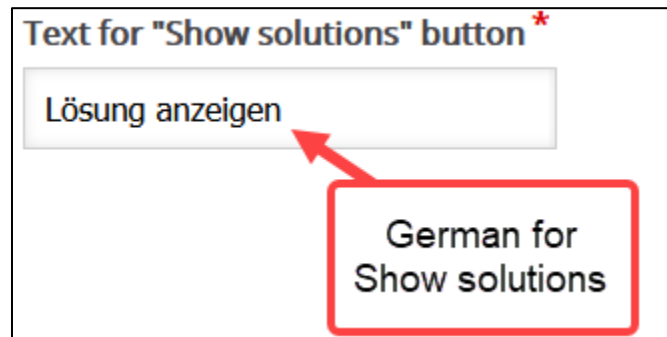 Text for "Show solutions" button *
Lösung anzeigen
German for
Show solutions